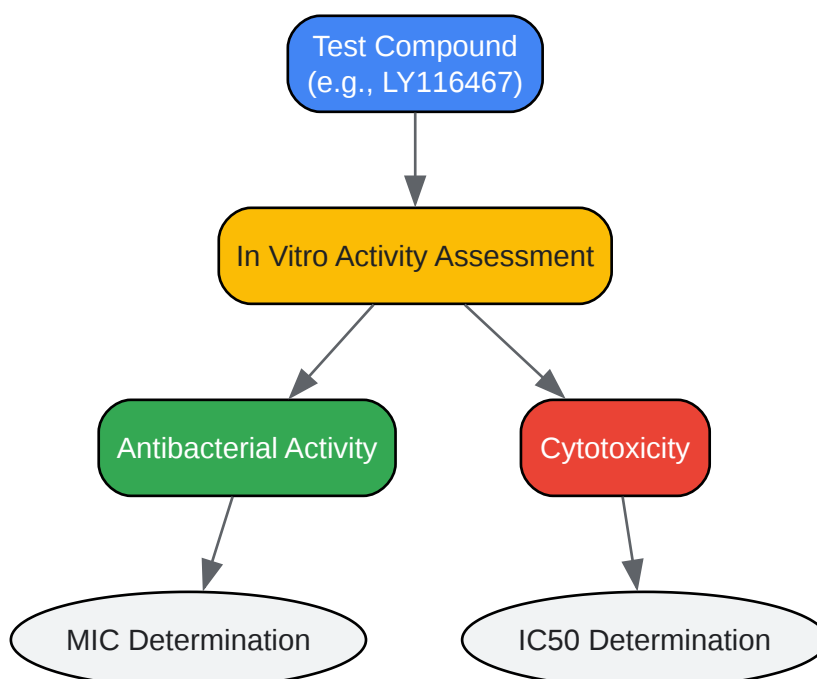 Test Compound
(e.g., LY116467)
In Vitro Activity Assessment
Antibacterial Activity
Cytotoxicity
MIC Determination
IC50 Determination